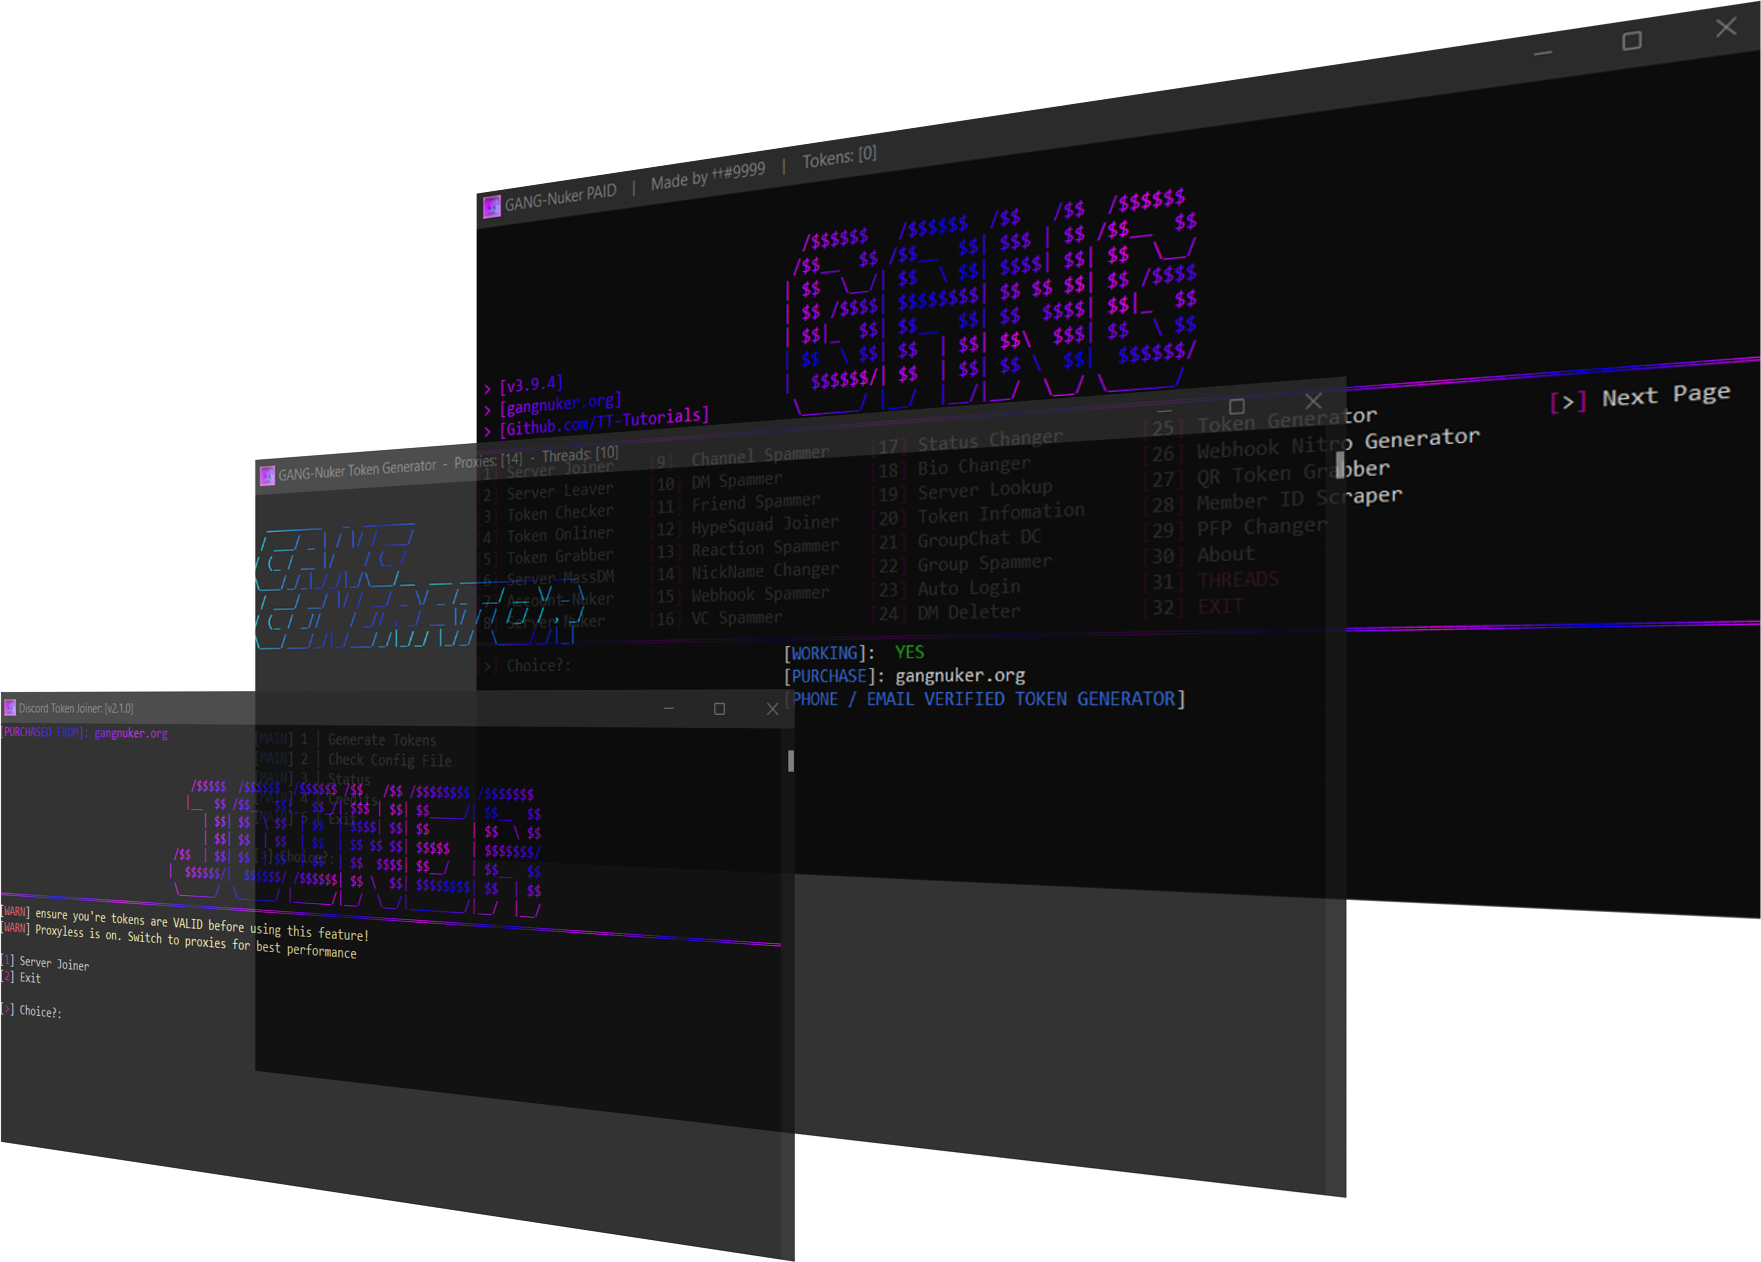 GANG-Nuker PAID | Made by ††#9999 | Tokens: [0]
GANG
> [v3.9.4]
> [gangnuker.org]
> [Github.com/TT-Tutorials]
[>] Next Page
[1] Server Joiner
[2] Server Leaver
[3] Token Checker
[4] Token Onliner
[5] Token Grabber
[6] Server MassDM
[7] Account Nuker
[8] Server Nuker
[9] Channel Spammer
[10] DM Spammer
[11] Friend Spammer
[12] HypeSquad Joiner
[13] Reaction Spammer
[14] NickName Changer
[15] Webhook Spammer
[16] VC Spammer
[17] Status Changer
[18] Bio Changer
[19] Server Lookup
[20] Token Infomation
[21] GroupChat DC
[22] Group Spammer
[23] Auto Login
[24] DM Deleter
[25] Token Generator
[26] Webhook Nitro Generator
[27] QR Token Grabber
[28] Member ID Scraper
[29] PFP Changer
[30] About
[31] THREADS
[32] EXIT
[>] Choice?:
GANG-Nuker Token Generator - Proxies: [14] - Threads: [10]
GANG
GENERATOR
[WORKING]: YES
[PURCHASE]: gangnuker.org
[PHONE / EMAIL VERIFIED TOKEN GENERATOR]
[MAIN] 1 | Generate Tokens
[MAIN] 2 | Check Config File
[MAIN] 3 | Status
[MAIN] 4 | Credits
[MAIN] 5 | Exit
[>] Choice?:
Discord Token Joiner: [v2.1.0]
[PURCHASED FROM]: gangnuker.org
JOINER
[WARN] ensure you're tokens are VALID before using this feature!
[WARN] Proxyless is on. Switch to proxies for best performance
[1] Server Joiner
[2] Exit
[>] Choice?: